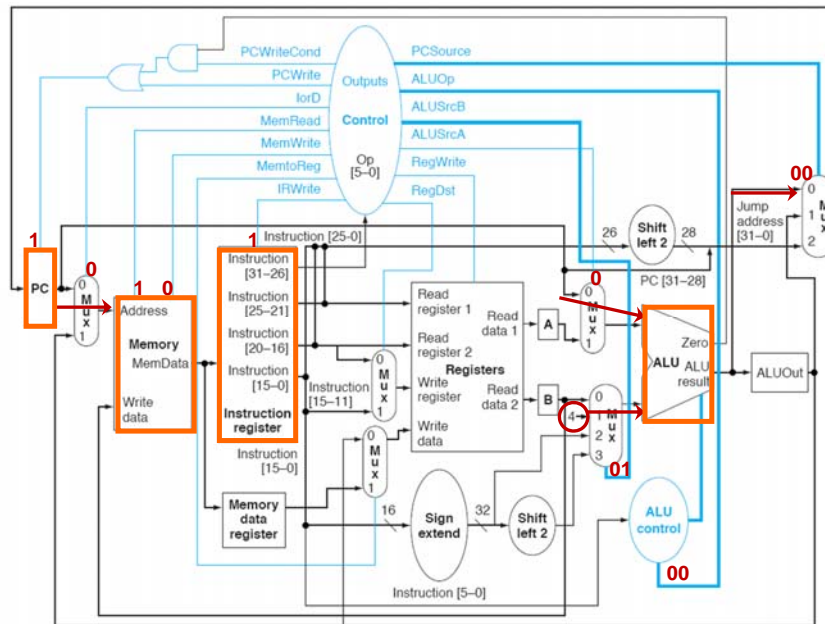 PCWriteCond
PCSource
PCWrite
Outputs
ALUOp
IorD
ALUSrcB
MemRead
Control
ALUSrcA
MemWrite
Op
[5–0]
RegWrite
MemtoReg
RegDst
IRWrite
00
0
1
2
M
u
x
Jump
address
[31–0]
Instruction [25-0]
26
28
Shift
left 2
PC [31–28]
1
PC
0
0
M
u
x
1
1 0
Address
Memory
MemData
Write
data
1
Instruction
[31–26]
Instruction
[25–21]
Instruction
[20–16]
Instruction
[15–0]
Instruction
register
Instruction
[15–11]
Instruction
[15–0]
0
M
u
x
1
0
M
u
x
1
Read
register 1
Read
register 2
Write
register
Write
data
Registers
Read
data 1
Read
data 2
A
B
0
0
M
u
x
1
4
0
1
2
3
M
u
x
01
Zero
ALU
ALU
result
ALUOut
Memory
data
register
16
Sign
extend
32
Shift
left 2
ALU
control
00
Instruction [5–0]